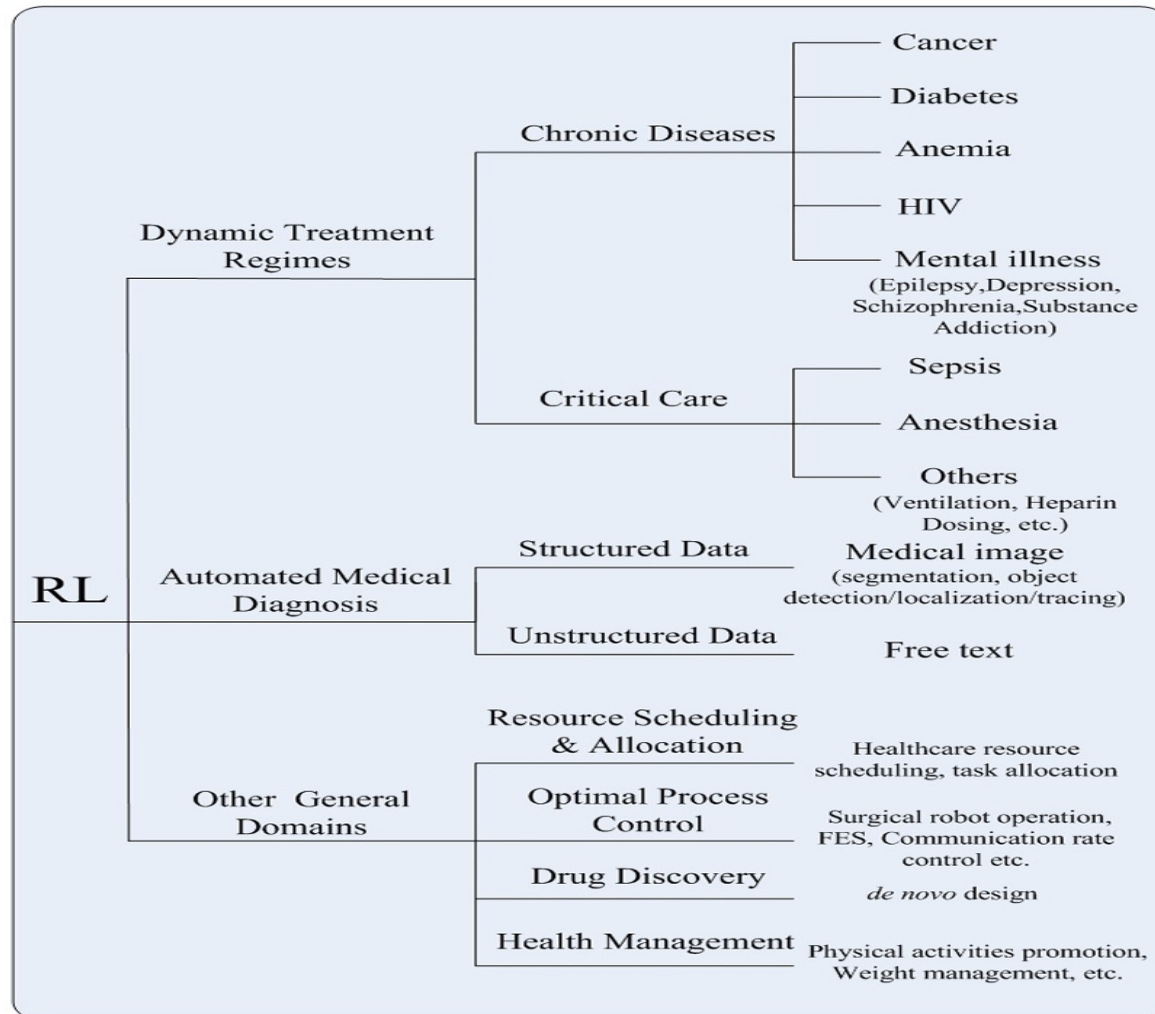 RL
Dynamic Treatment
Regimes
Chronic Diseases
Cancer
Diabetes
Anemia
HIV
Mental illness
(Epilepsy,Depression,
Schizophrenia,Substance
Addiction)
Critical Care
Sepsis
Anesthesia
Others
(Ventilation, Heparin
Dosing, etc.)
Automated Medical
Diagnosis
Structured Data
Medical image
(segmentation, object
detection/localization/tracing)
Unstructured Data
Free text
Other General
Domains
Resource Scheduling
& Allocation
Healthcare resource
scheduling, task allocation
Optimal Process
Control
Surgical robot operation,
FES, Communication rate
control etc.
Drug Discovery
de novo design
Health Management
Physical activities promotion,
Weight management, etc.